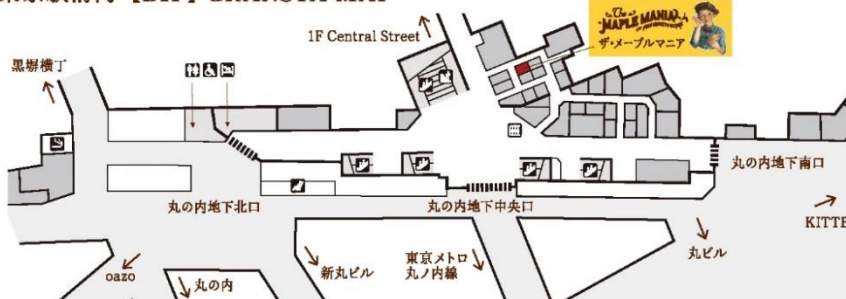 1F Central Street
The
MAPLE MANIA
ザ・メープルマニア
黒塀横丁
丸の内地下南口
丸の内地下北口
丸の内地下中央口
KITTE
丸ビル
新丸ビル
東京メトロ
丸ノ内線
oazo
丸の内